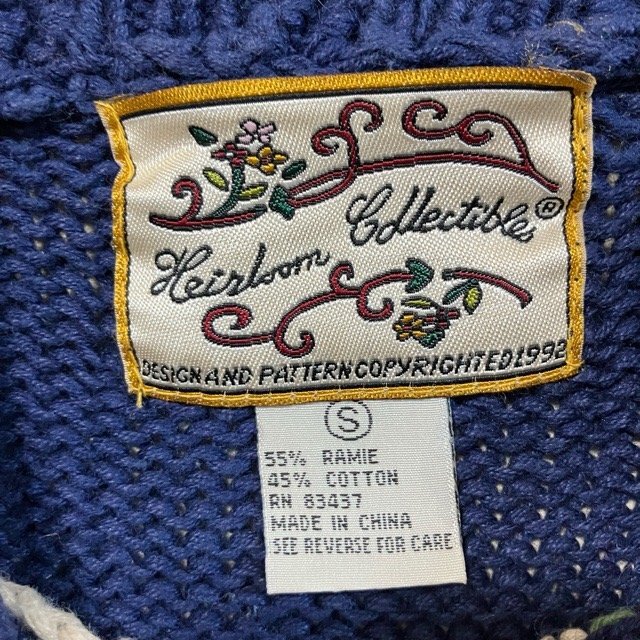 Heirloom Collectibles®
DESIGN AND PATTERN COPYRIGHTED 1992
S
55% RAMIE
45% COTTON
RN 83437
MADE IN CHINA
SEE REVERSE FOR CARE